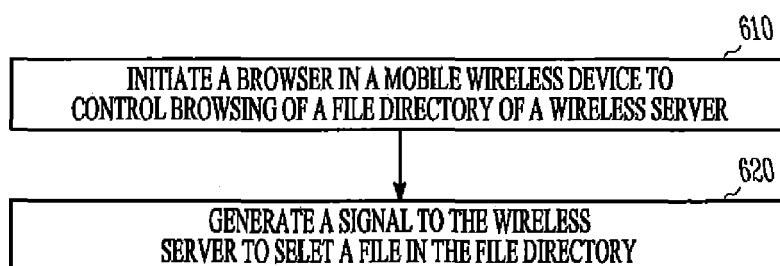 610
INITIATE A BROWSER IN A MOBILE WIRELESS DEVICE TO
CONTROL BROWSING OF A FILE DIRECTORY OF A WIRELESS SERVER
620
GENERATE A SIGNAL TO THE WIRELESS
SERVER TO SELET A FILE IN THE FILE DIRECTORY